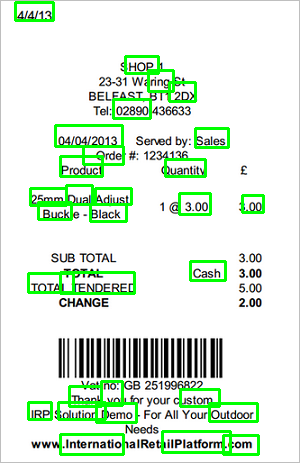 4/4/13
SHOP 1
23-31 Waring St
BELFAST, BT1 2DX
Tel: 02890 436633
04/04/2013 Served by: Sales
Order #: 1234136
Product Quantity £
25mm Dual Adjust 1 @ 3.00 3.00
Buckle - Black
SUB TOTAL 3.00
TOTAL Cash 3.00
TOTAL TENDERED 5.00
CHANGE 2.00
Vat no: GB 251996822
Thank you for your custom
IRP Solution Demo - For All Your Outdoor
Needs
www.InternationalRetailPlatform.com